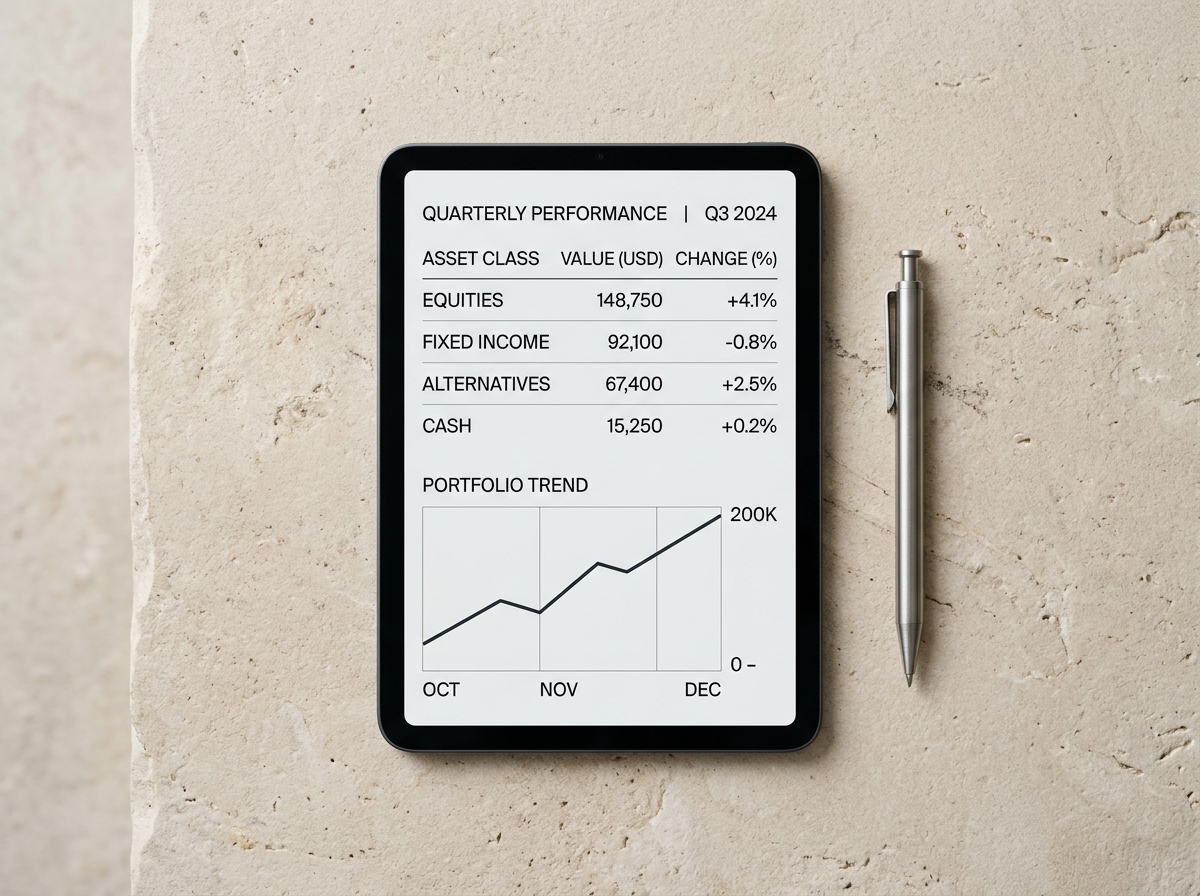 QUARTERLY PERFORMANCE | Q3 2024
ASSET CLASS VALUE (USD) CHANGE (%)
EQUITIES 148,750 +4.1%
FIXED INCOME 92,100 -0.8%
ALTERNATIVES 67,400 +2.5%
CASH 15,250 +0.2%
PORTFOLIO TREND
200K
0 –
OCT NOV DEC